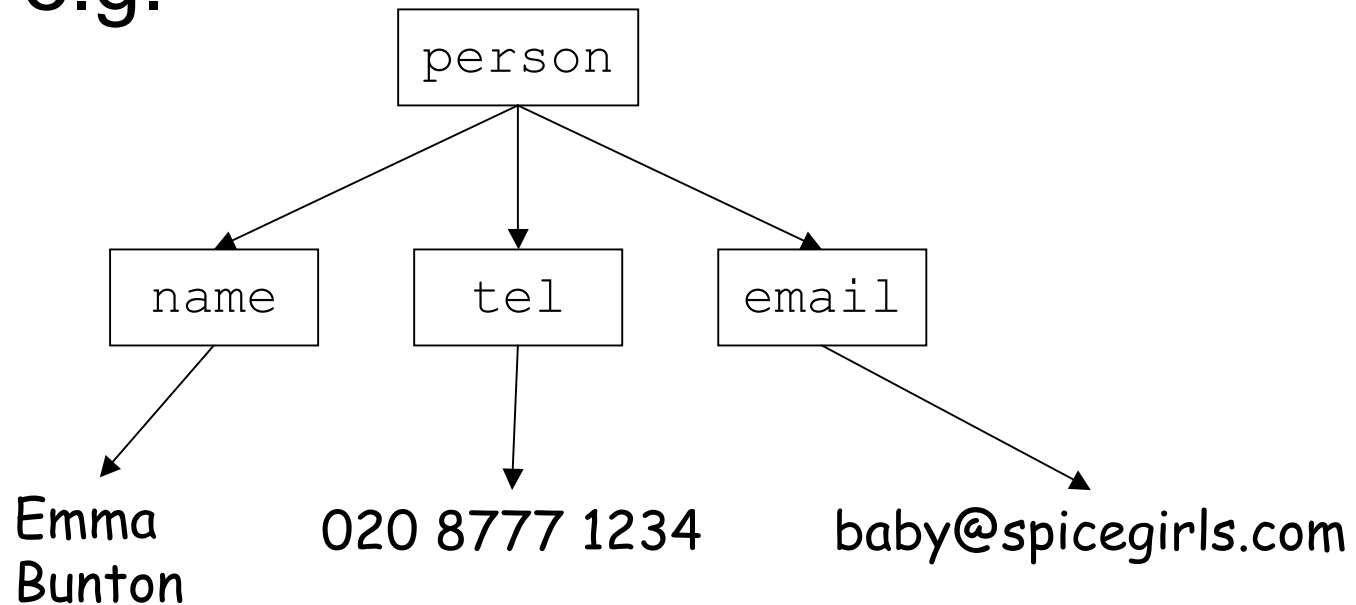 e.g.
person
name
tel
email
Emma
Bunton
020 8777 1234
baby@spicegirls.com